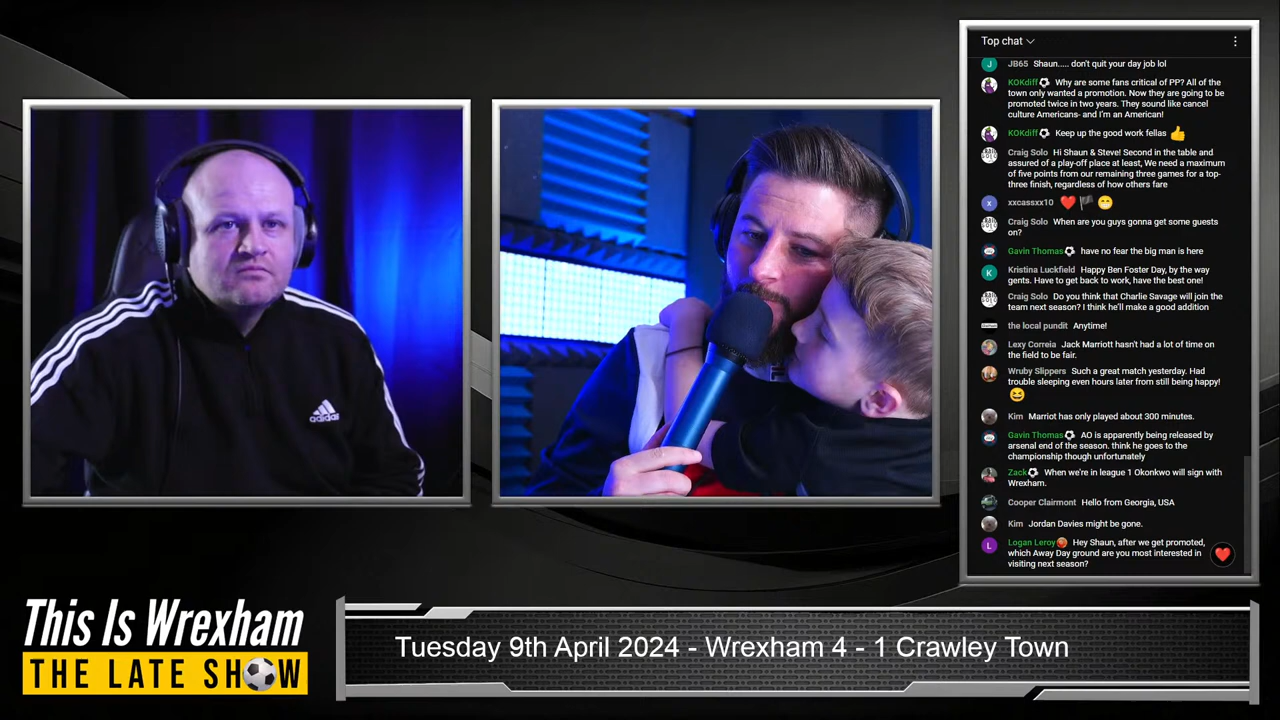 Top chat
JB65 Shaun..... don't quit your day job lol
KOKdiff Why are some fans critical of PP? All of the
town only wanted a promotion. Now they are going to be
promoted twice in two years. They sound like cancel
culture Americans- and I'm an American!
KOKdiff Keep up the good work fellas
Craig Solo Hi Shaun & Steve! Second in the table and
assured of a play-off place at least, We need a maximum
of five points from our remaining three games for a top-
three finish, regardless of how others fare
xxcassxx10
Craig Solo When are you guys gonna get some guests
on?
Gavin Thomas have no fear the big man is here
Kristina Luckfield Happy Ben Foster Day, by the way
gents. Have to get back to work, have the best one!
Craig Solo Do you think that Charlie Savage will join the
team next season? I think he'll make a good addition
the local pundit Anytime!
Lexy Correia Jack Marriott hasn't had a lot of time on
the field to be fair.
Wruby Slippers Such a great match yesterday. Had
trouble sleeping even hours later from still being happy!
Kim Marriot has only played about 300 minutes.
Gavin Thomas AO is apparently being released by
arsenal end of the season. think he goes to the
championship though unfortunately
Zack When we're in league 1 Okonkwo will sign with
Wrexham.
Cooper Clairmont Hello from Georgia, USA
Kim Jordan Davies might be gone.
Logan Leroy Hey Shaun, after we get promoted,
which Away Day ground are you most interested in
visiting next season?
adidas
This Is Wrexham
THE LATE SHOW
Tuesday 9th April 2024 - Wrexham 4 - 1 Crawley Town